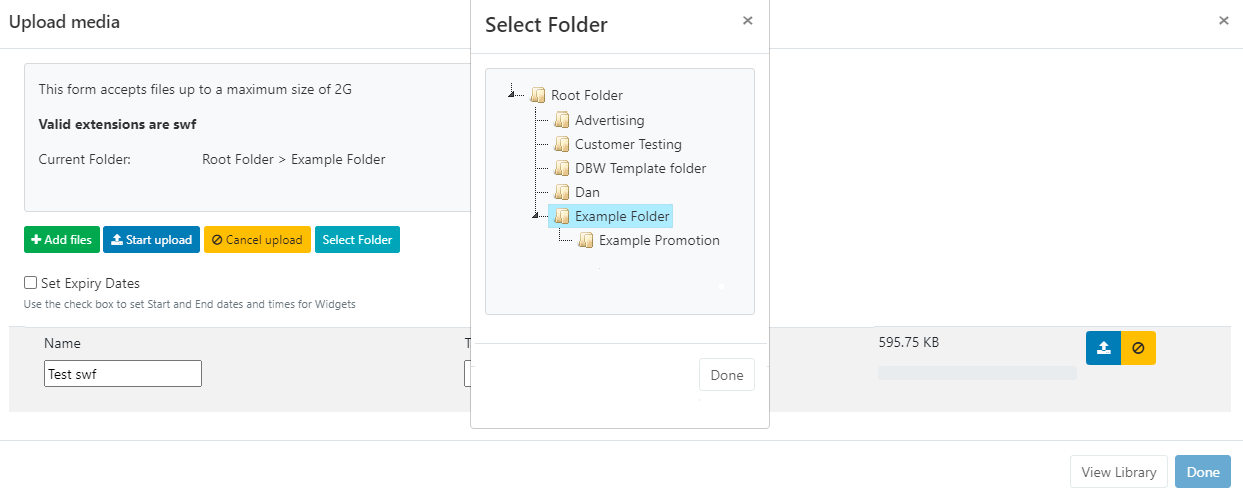 Upload media
×
This form accepts files up to a maximum size of 2G
Valid extensions are swf
Current Folder: Root Folder > Example Folder
Add files Start upload Cancel upload Select Folder
Set Expiry Dates
Use the check box to set Start and End dates and times for Widgets
Name
Test swf
T
595.75 KB
View Library Done
Select Folder ×
Root Folder
Advertising
Customer Testing
DBW Template folder
Dan
Example Folder
Example Promotion
Done